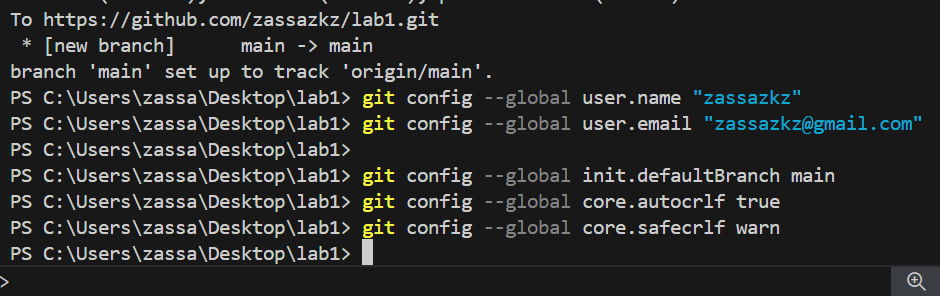 To https://github.com/zassazkz/lab1.git
 * [new branch]      main -> main
branch 'main' set up to track 'origin/main'.
PS C:\Users\zassa\Desktop\lab1> git config --global user.name "zassazkz"
PS C:\Users\zassa\Desktop\lab1> git config --global user.email "zassazkz@gmail.com"
PS C:\Users\zassa\Desktop\lab1>
PS C:\Users\zassa\Desktop\lab1> git config --global init.defaultBranch main
PS C:\Users\zassa\Desktop\lab1> git config --global core.autocrlf true
PS C:\Users\zassa\Desktop\lab1> git config --global core.safecrlf warn
PS C:\Users\zassa\Desktop\lab1>
>